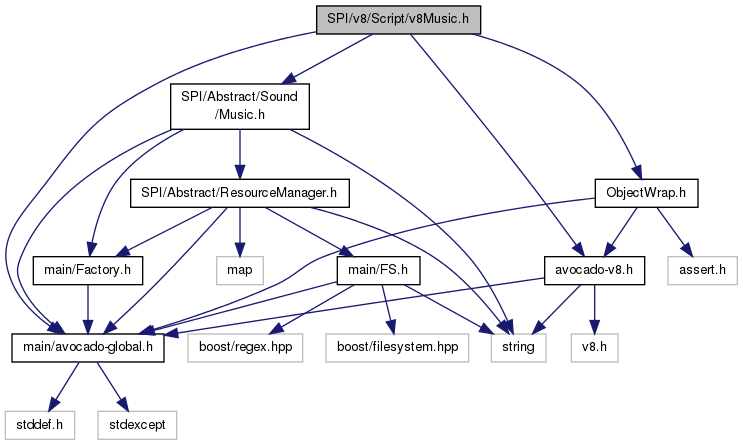 SPI/v8/Script/v8Music.h
SPI/Abstract/Sound
/Music.h
SPI/Abstract/ResourceManager.h
ObjectWrap.h
main/Factory.h
map
main/FS.h
avocado-v8.h
assert.h
main/avocado-global.h
boost/regex.hpp
boost/filesystem.hpp
string
v8.h
stddef.h
stdexcept